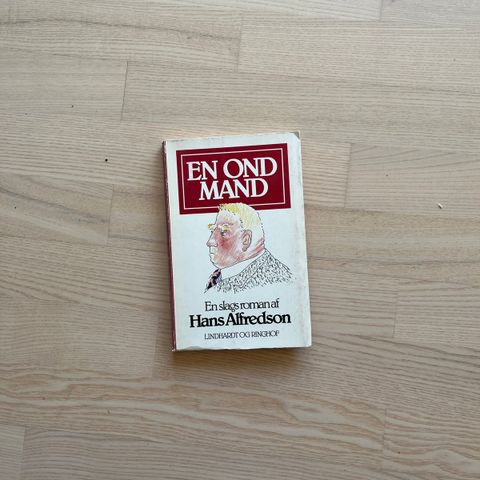 EN OND
MAND
En slags roman af
Hans Alfredson
LINDHARDT OG RINGHOF